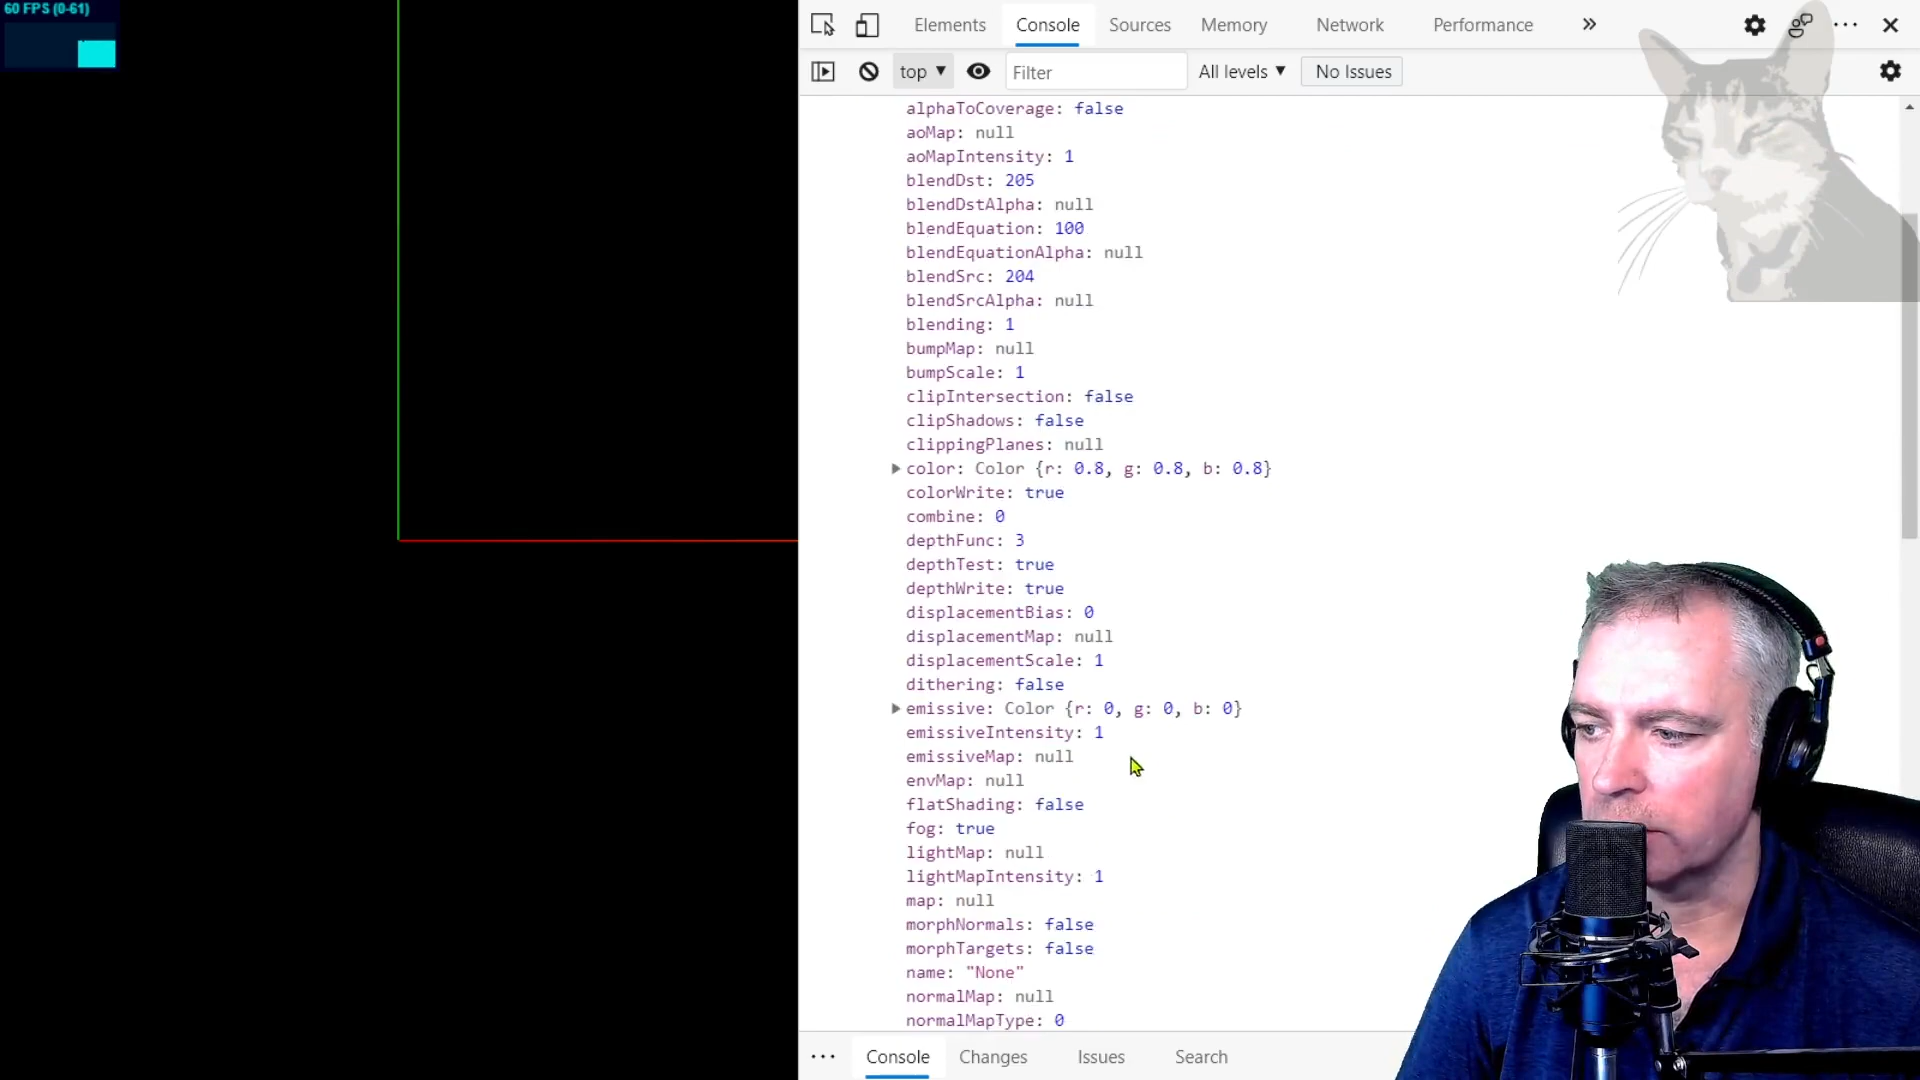 60 FPS (0-61)
Elements Console Sources Memory Network Performance
top Filter All levels No Issues
alphaToCoverage: false
aoMap: null
aoMapIntensity: 1
blendDst: 205
blendDstAlpha: null
blendEquation: 100
blendEquationAlpha: null
blendSrc: 204
blendSrcAlpha: null
blending: 1
bumpMap: null
bumpScale: 1
clipIntersection: false
clipShadows: false
clippingPlanes: null
color: Color {r: 0.8, g: 0.8, b: 0.8}
colorWrite: true
combine: 0
depthFunc: 3
depthTest: true
depthWrite: true
displacementBias: 0
displacementMap: null
displacementScale: 1
dithering: false
emissive: Color {r: 0, g: 0, b: 0}
emissiveIntensity: 1
emissiveMap: null
envMap: null
flatShading: false
fog: true
lightMap: null
lightMapIntensity: 1
map: null
morphNormals: false
morphTargets: false
name: "None"
normalMap: null
normalMapType: 0
Console Changes Issues Search